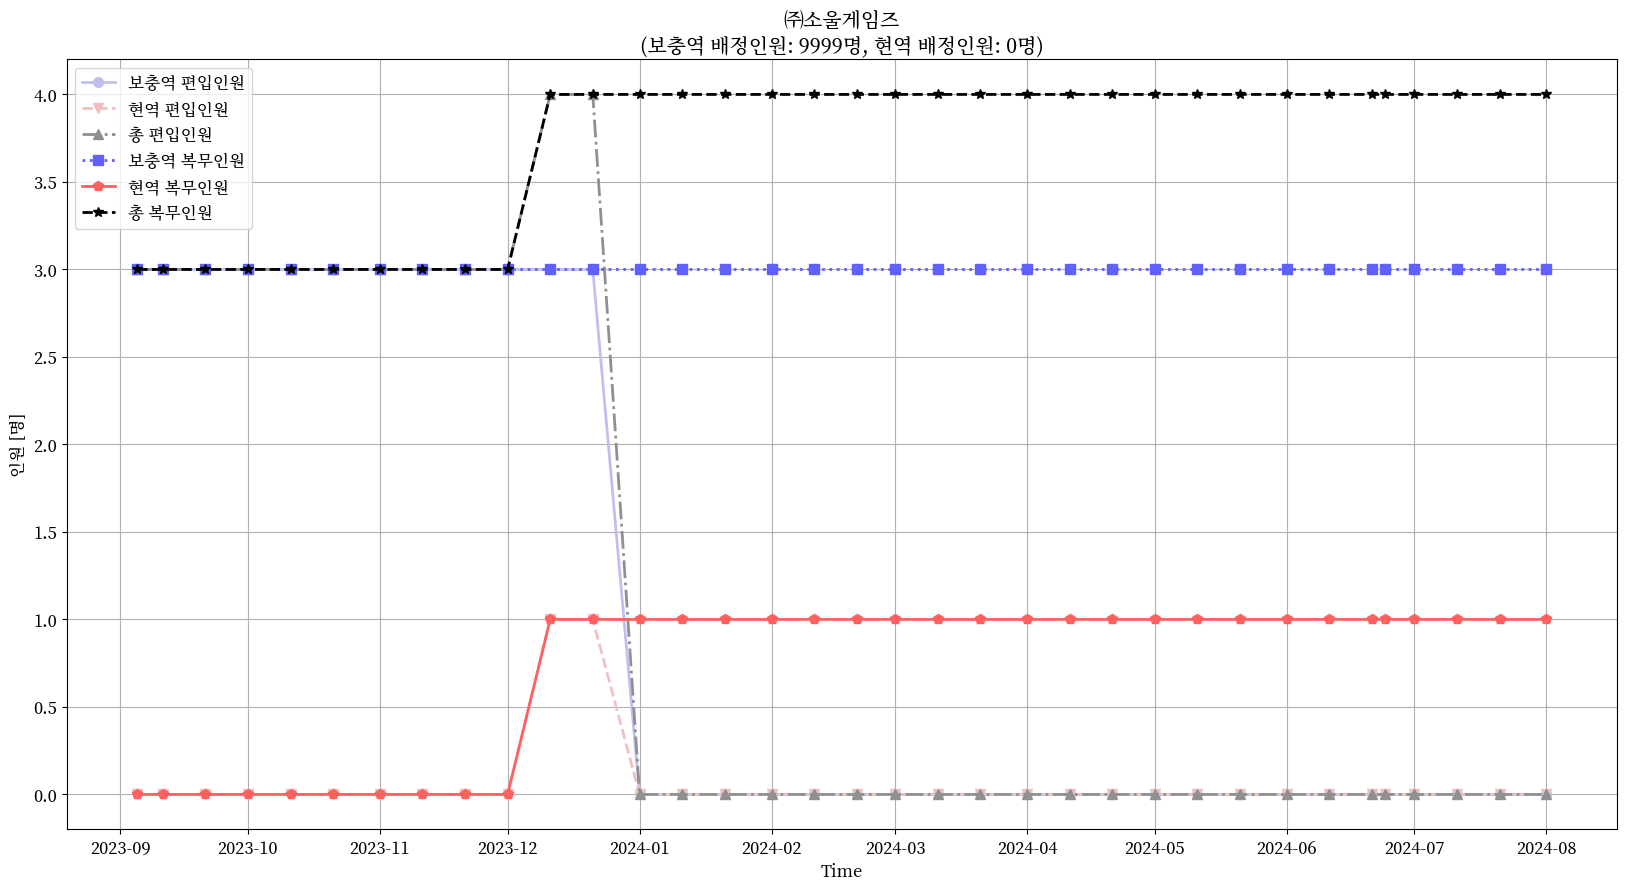 ㈜소울게임즈
(보충역 배정인원: 9999명, 현역 배정인원: 0명)
보충역 편입인원
현역 편입인원
총 편입인원
보충역 복무인원
현역 복무인원
총 복무인원
인원 [명]
4.0
3.5
3.0
2.5
2.0
1.5
1.0
0.5
0.0
2023-09
2023-10
2023-11
2023-12
2024-01
2024-02
2024-03
2024-04
2024-05
2024-06
2024-07
2024-08
Time